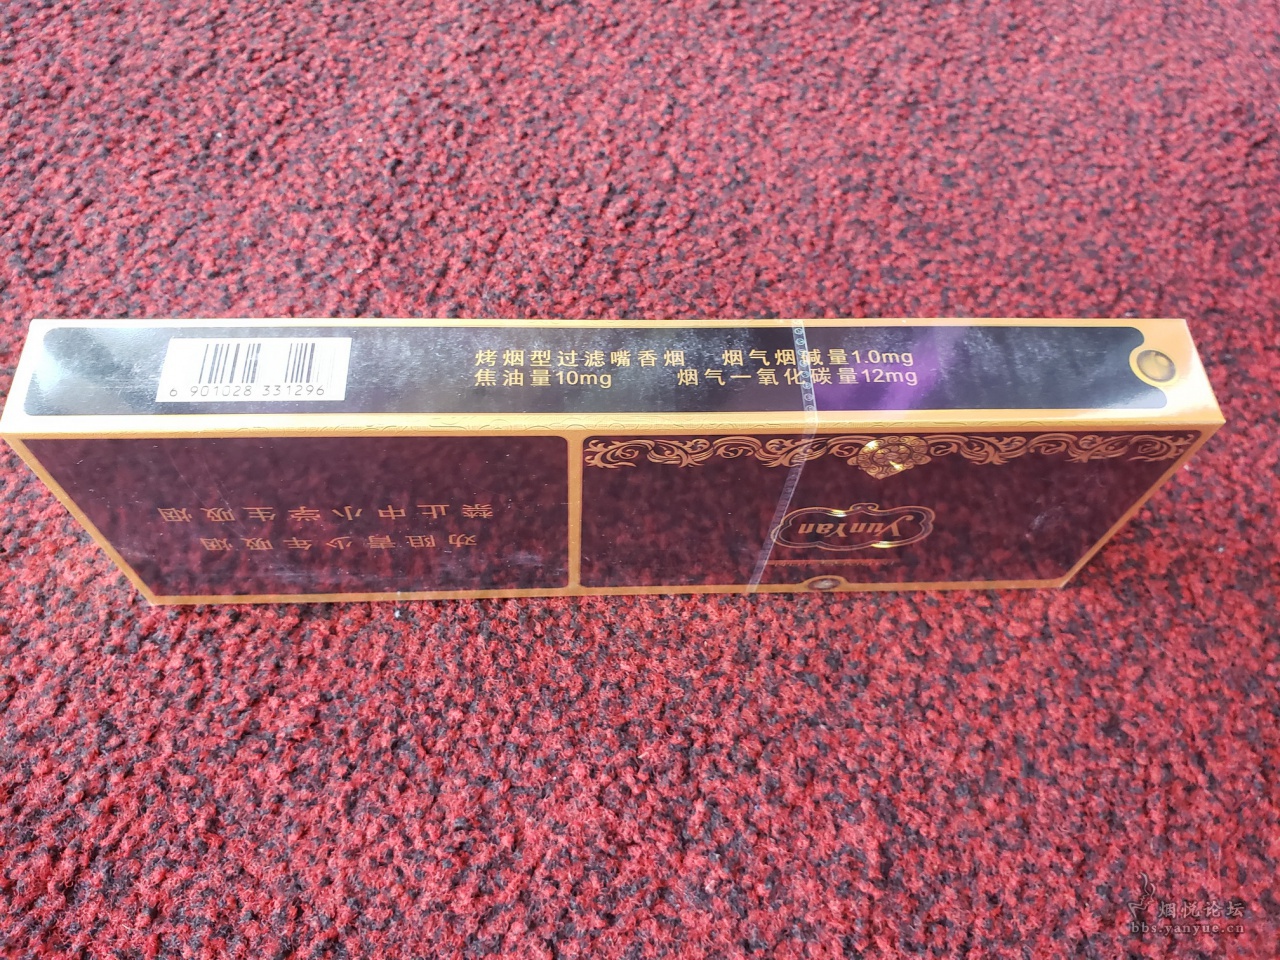 烤烟型过滤嘴香烟 烟气烟碱量1.0mg
焦油量10mg 烟气一氧化碳量12mg
6 901028 331296
YunYan
劝阻青少年吸烟
禁止中小学生吸烟
烟悦论坛
bbs.yanyue.cn